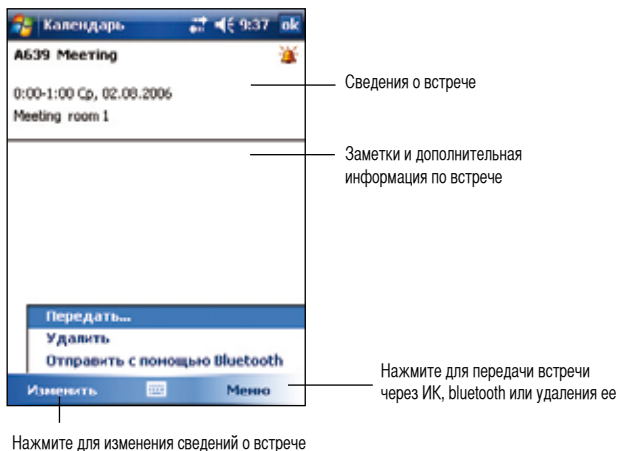 Календарь 9:37 ok
A639 Meeting
0:00-1:00 Ср, 02.08.2006
Meeting room 1
Сведения о встрече
Заметки и дополнительная
информация по встрече
Передать...
Удалить
Отправить с помощью Bluetooth
Изменить Меню
Нажмите для передачи встречи
через ИК, bluetooth или удаления ее
Нажмите для изменения сведений о встрече